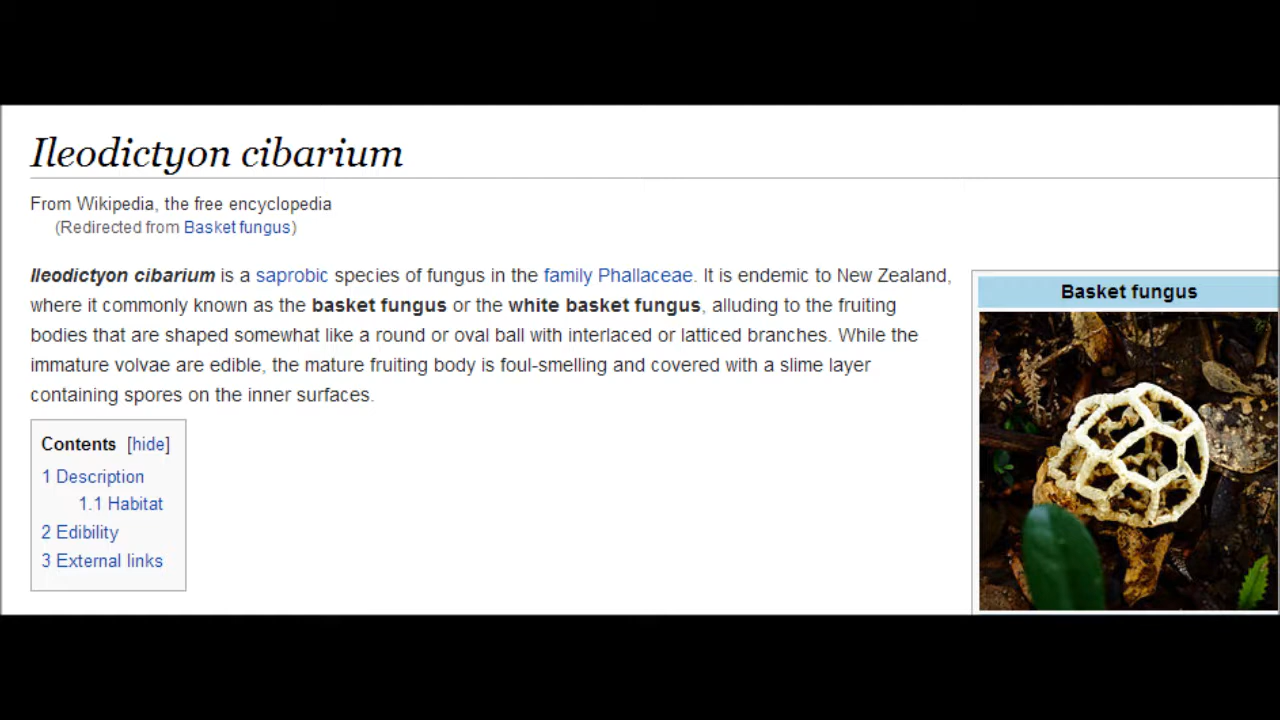 Ileodictyon cibarium
From Wikipedia, the free encyclopedia
(Redirected from Basket fungus)
Ileodictyon cibarium is a saprobic species of fungus in the family Phallaceae. It is endemic to New Zealand,
where it commonly known as the basket fungus or the white basket fungus, alluding to the fruiting
bodies that are shaped somewhat like a round or oval ball with interlaced or latticed branches. While the
immature volvae are edible, the mature fruiting body is foul-smelling and covered with a slime layer
containing spores on the inner surfaces.
Contents [hide]
1 Description
1.1 Habitat
2 Edibility
3 External links
Basket fungus